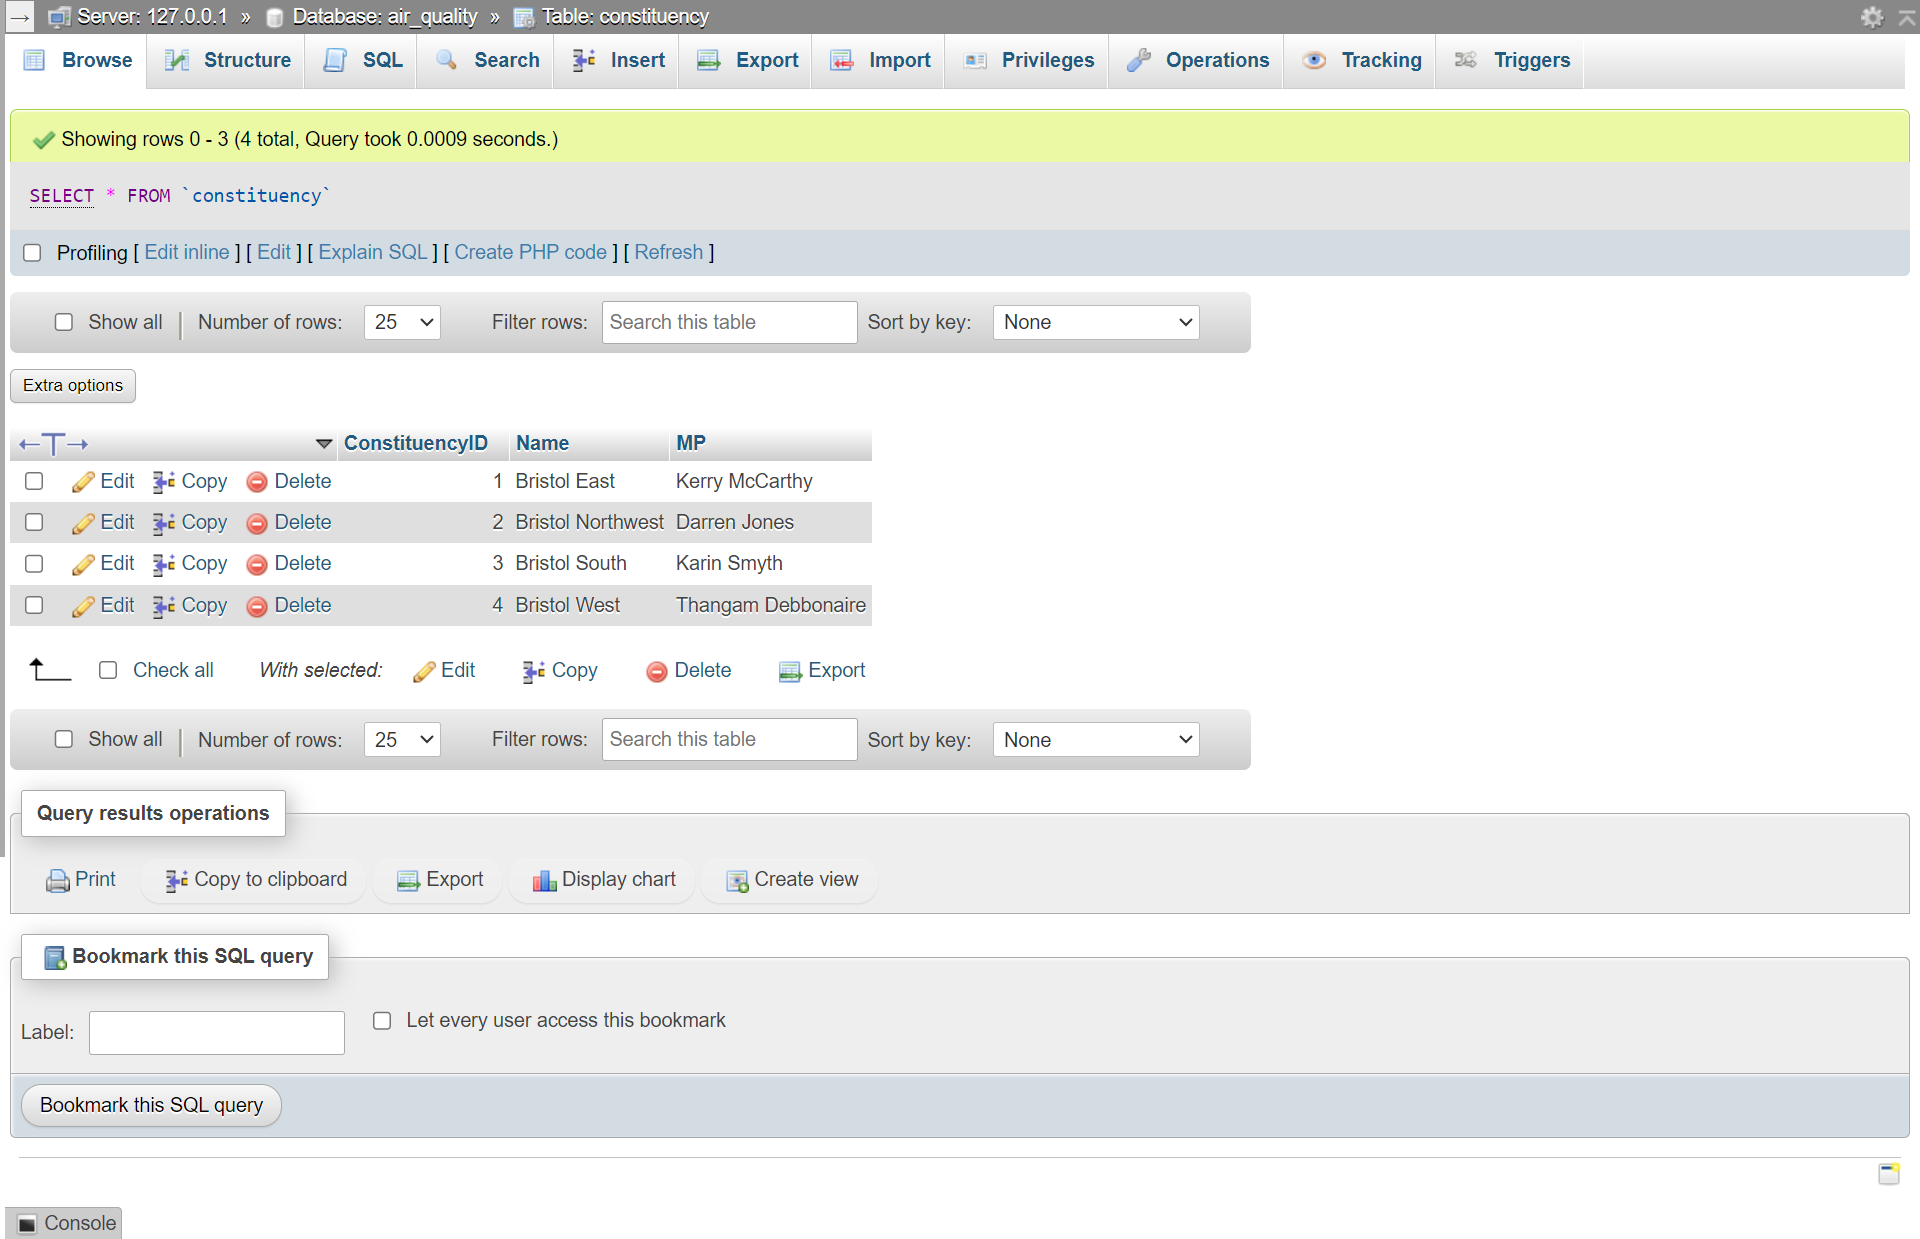 Server: 127.0.0.1 » Database: air_quality » Table: constituency
Browse Structure SQL Search Insert Export Import Privileges Operations Tracking Triggers
Showing rows 0 - 3 (4 total, Query took 0.0009 seconds.)
SELECT * FROM `constituency`
Profiling [ Edit inline ] [ Edit ] [ Explain SQL ] [ Create PHP code ] [ Refresh ]
Show all Number of rows: 25 Filter rows: Search this table Sort by key: None
Extra options
ConstituencyID Name MP
Edit Copy Delete 1 Bristol East Kerry McCarthy
Edit Copy Delete 2 Bristol Northwest Darren Jones
Edit Copy Delete 3 Bristol South Karin Smyth
Edit Copy Delete 4 Bristol West Thangam Debbonaire
Check all With selected: Edit Copy Delete Export
Show all Number of rows: 25 Filter rows: Search this table Sort by key: None
Query results operations
Print Copy to clipboard Export Display chart Create view
Bookmark this SQL query
Label: Let every user access this bookmark
Bookmark this SQL query
Console